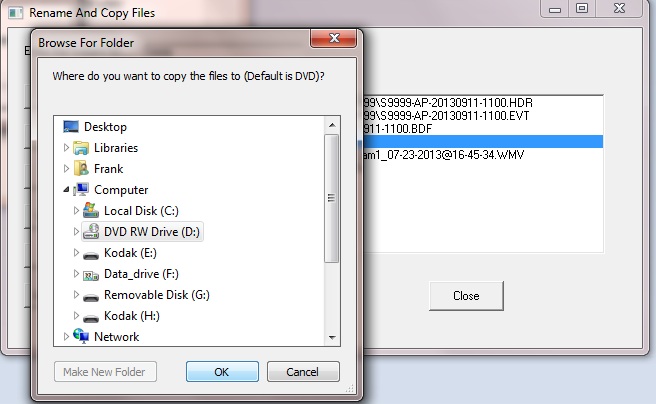 Rename And Copy Files
Browse For Folder
Where do you want to copy the files to (Default is DVD)?
Desktop
Libraries
Frank
Computer
Local Disk (C:)
DVD RW Drive (D:)
Kodak (E:)
Data_drive (F:)
Removable Disk (G:)
Kodak (H:)
Network
Make New Folder
OK
Cancel
99\S9999-AP-20130911-1100.HDR
99\S9999-AP-20130911-1100.EVT
911-1100.BDF
am1_07-23-2013@16-45-34.WMV
Close